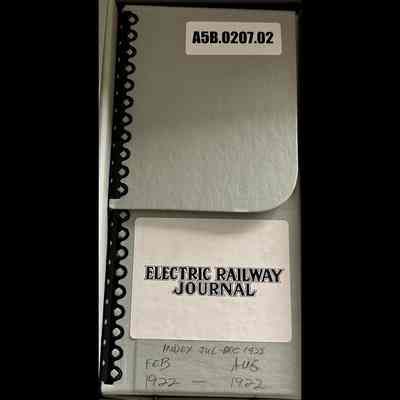 A5B.0207.02
ELECTRIC RAILWAY
JOURNAL
INDEX JUL-DEC 1922
FEB AUG
1922 — 1922